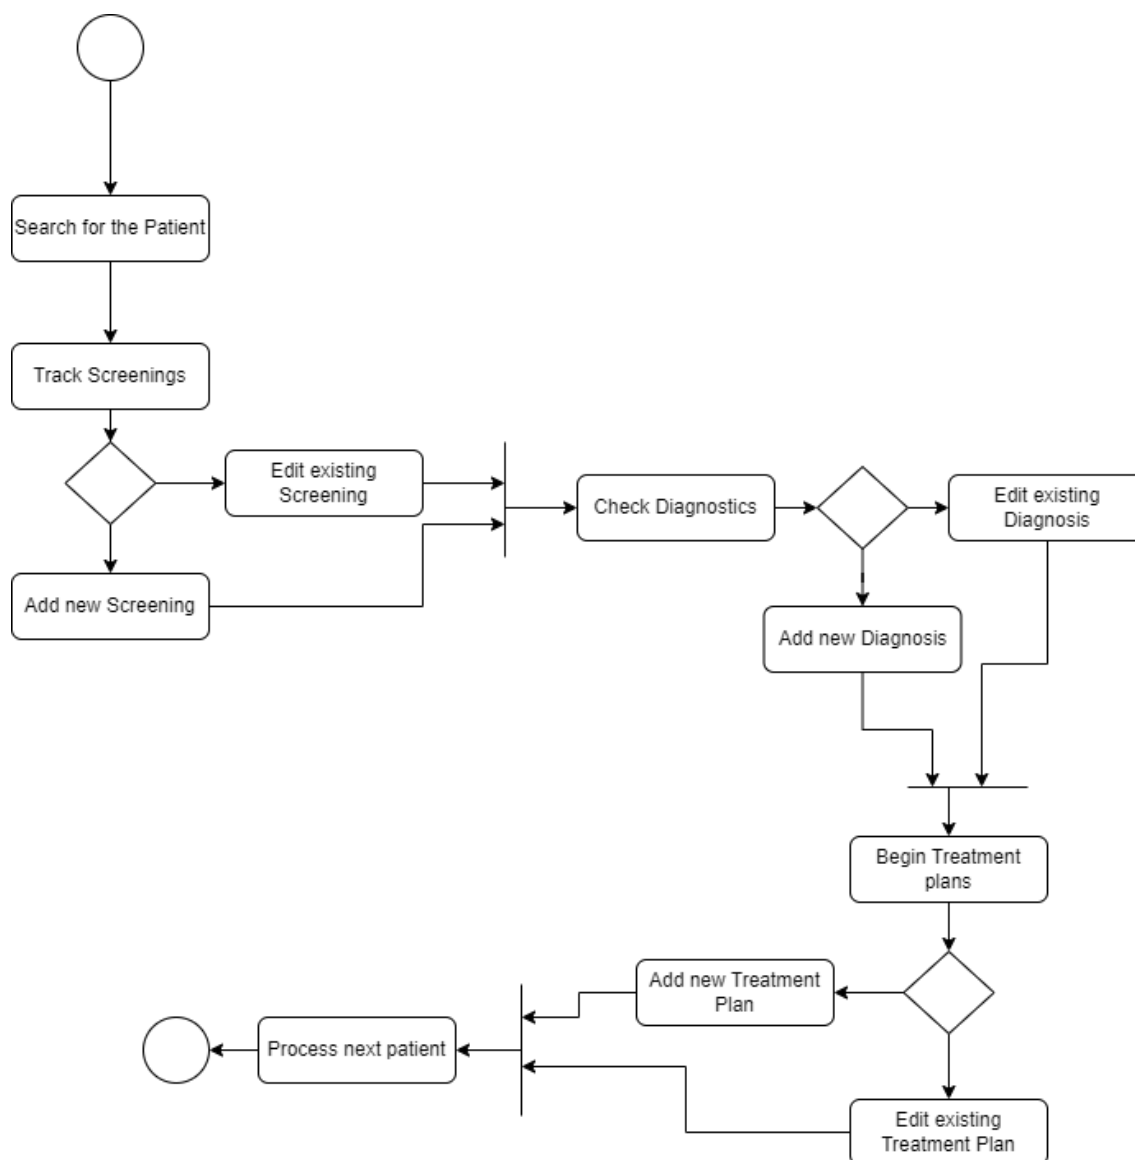 Search for the Patient
Track Screenings
Edit existing
Screening
Add new Screening
Check Diagnostics
Edit existing
Diagnosis
Add new Diagnosis
Begin Treatment
plans
Add new Treatment
Plan
Process next patient
Edit existing
Treatment Plan